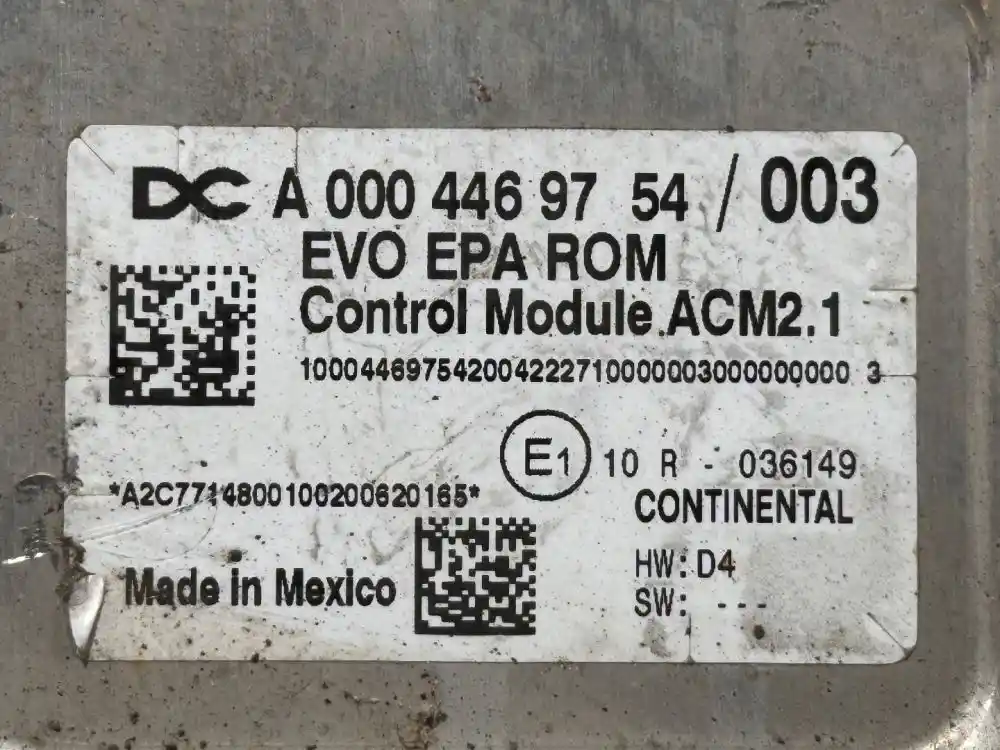 DC A 000 446 97 54 / 003
EVO EPA ROM
Control Module ACM2.1
10004469754200422271000000300000000 3
E1 10 R - 036149
*A2C7714800100200620165*
CONTINENTAL
HW: D4
Made in Mexico
SW: ---